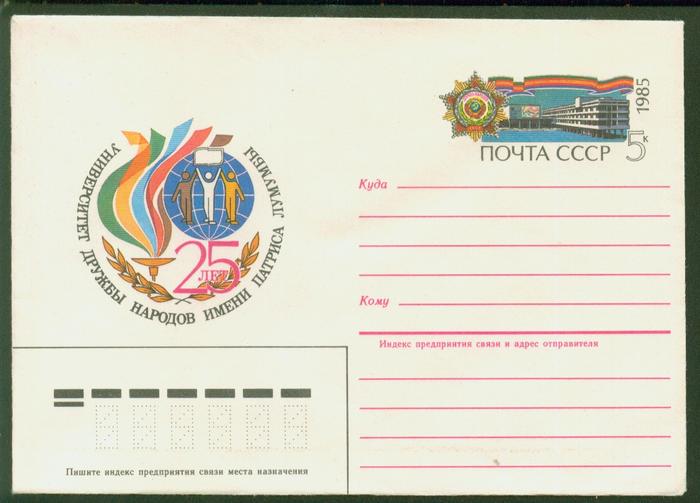 УНИВЕРСИТЕТ ДРУЖБЫ НАРОДОВ ИМЕНИ ПАТРИСА ЛУМУМБЫ
25
ЛЕТ
1985
ПОЧТА СССР 5 к
Куда
Кому
Индекс предприятия связи и адрес отправителя
Пишите индекс предприятия связи места назначения